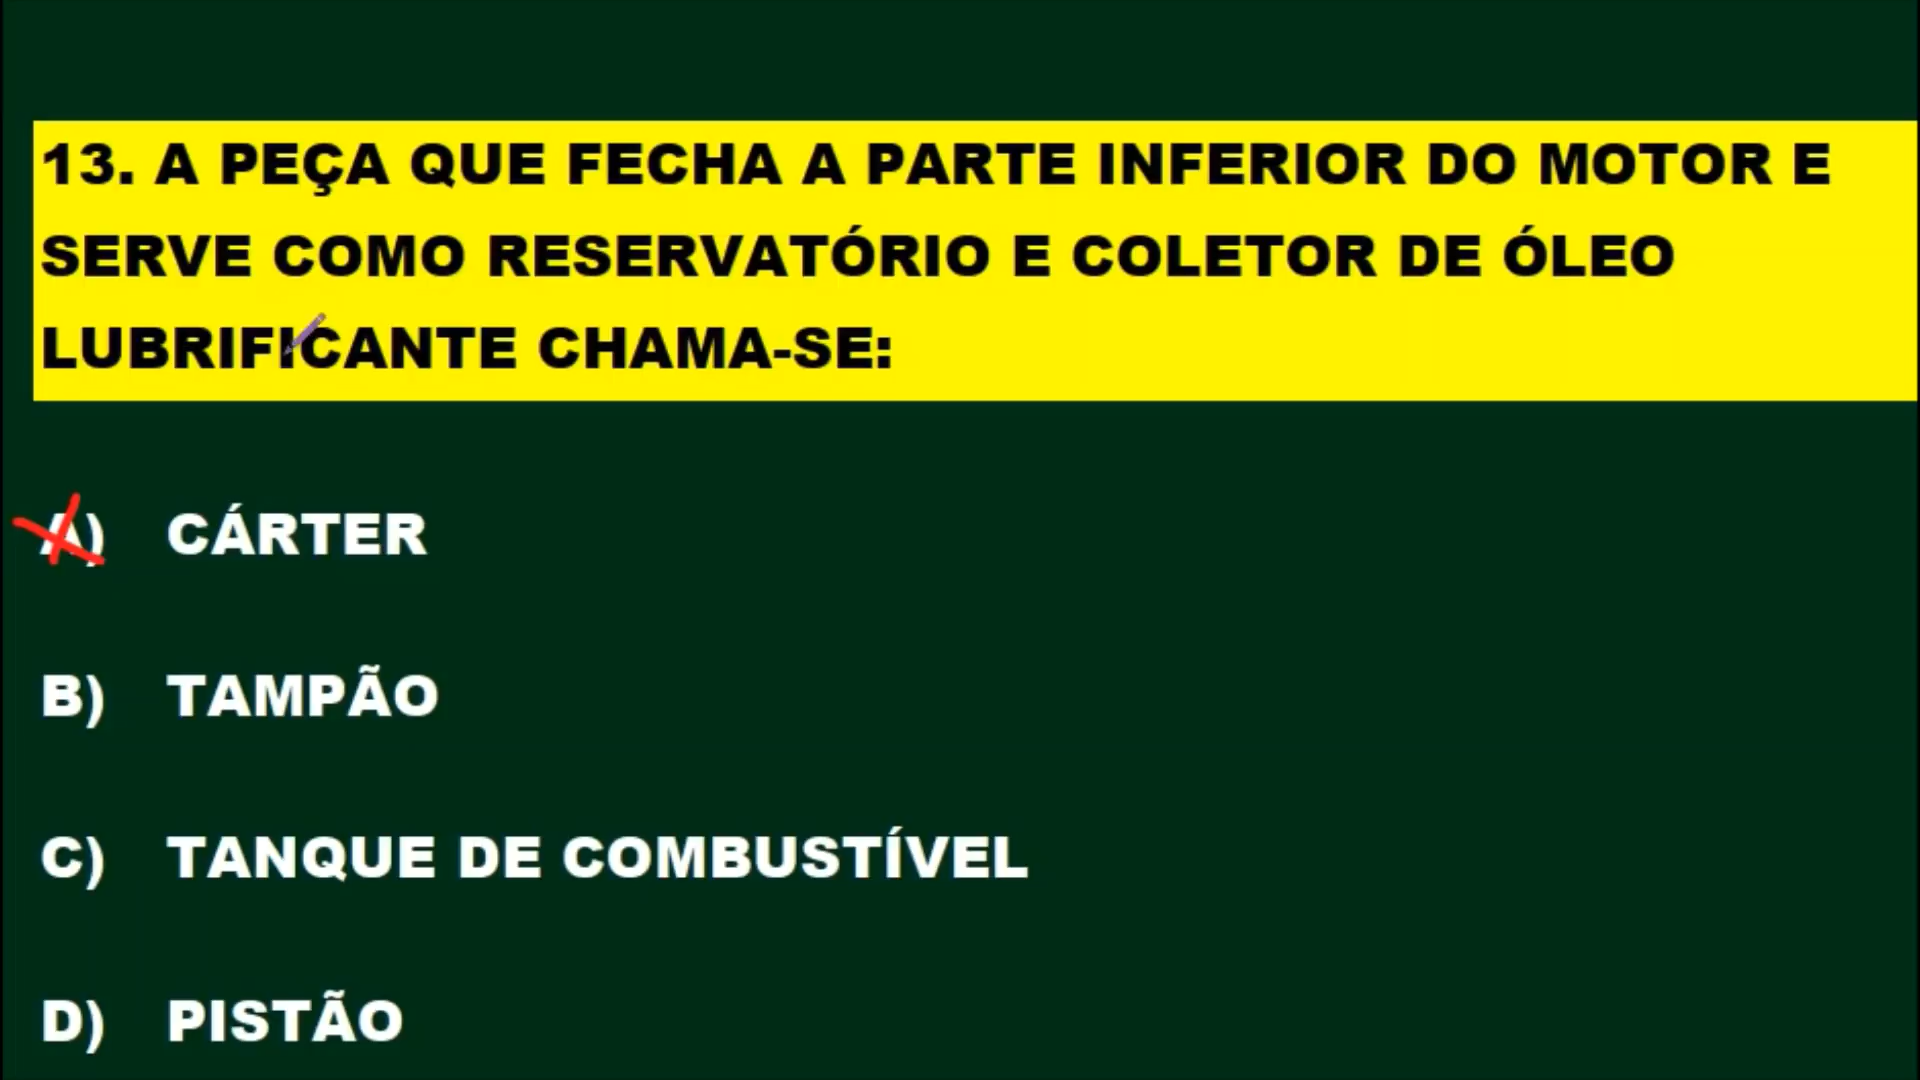 13. A PEÇA QUE FECHA A PARTE INFERIOR DO MOTOR E
SERVE COMO RESERVATÓRIO E COLETOR DE ÓLEO
LUBRIFICANTE CHAMA-SE:
A) CÁRTER
B) TAMPÃO
C) TANQUE DE COMBUSTÍVEL
D) PISTÃO